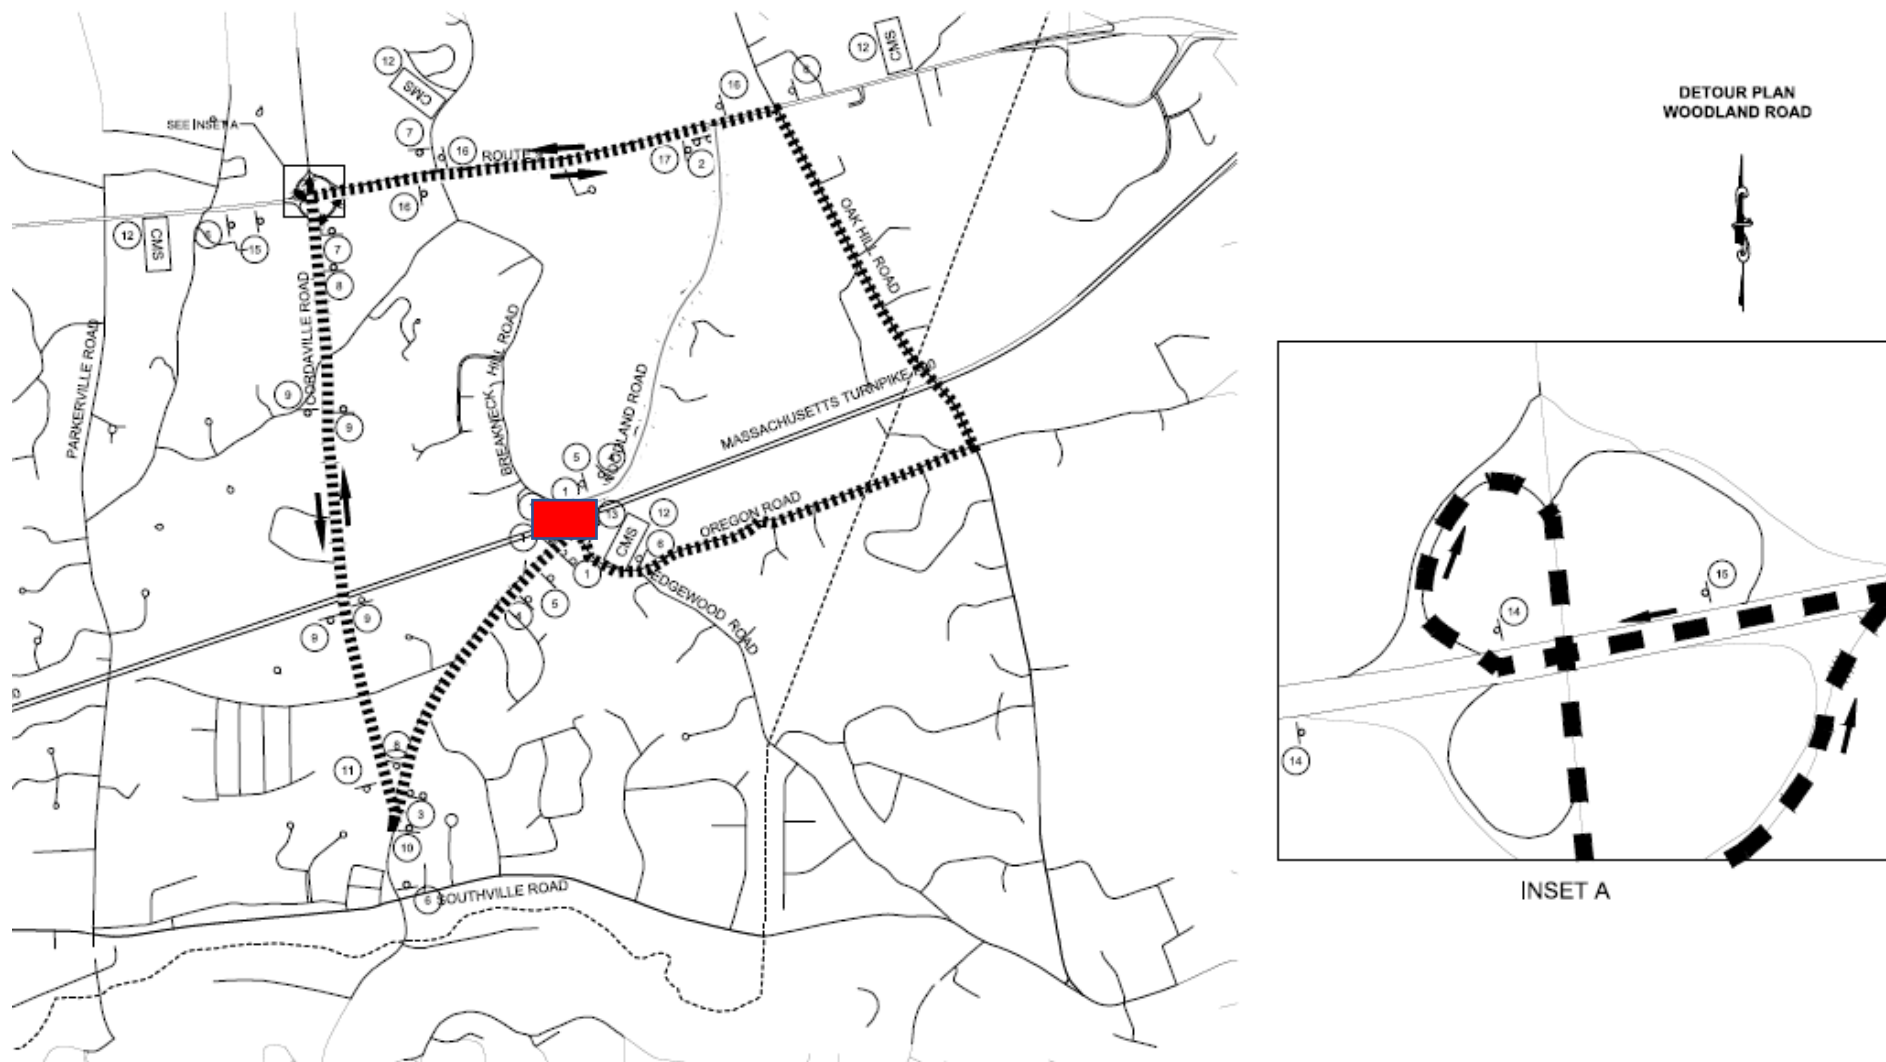 DETOUR PLAN
WOODLAND ROAD
12
CMS
12
CMS
16
6
SEE INSET A
7
16
ROUTE
17
2
16
12
CMS
6
15
7
8
OAK HILL ROAD
CORDAVILLE ROAD
PARKERVILLE ROAD
BREAKNECK HILL ROAD
WOODLAND ROAD
MASSACHUSETTS TURNPIKE
9
9
5
1
13
12
CMS
6
OREGON ROAD
1
EDGEWOOD ROAD
5
9
9
8
11
3
10
6
SOUTHVILLE ROAD
14
15
14
INSET A